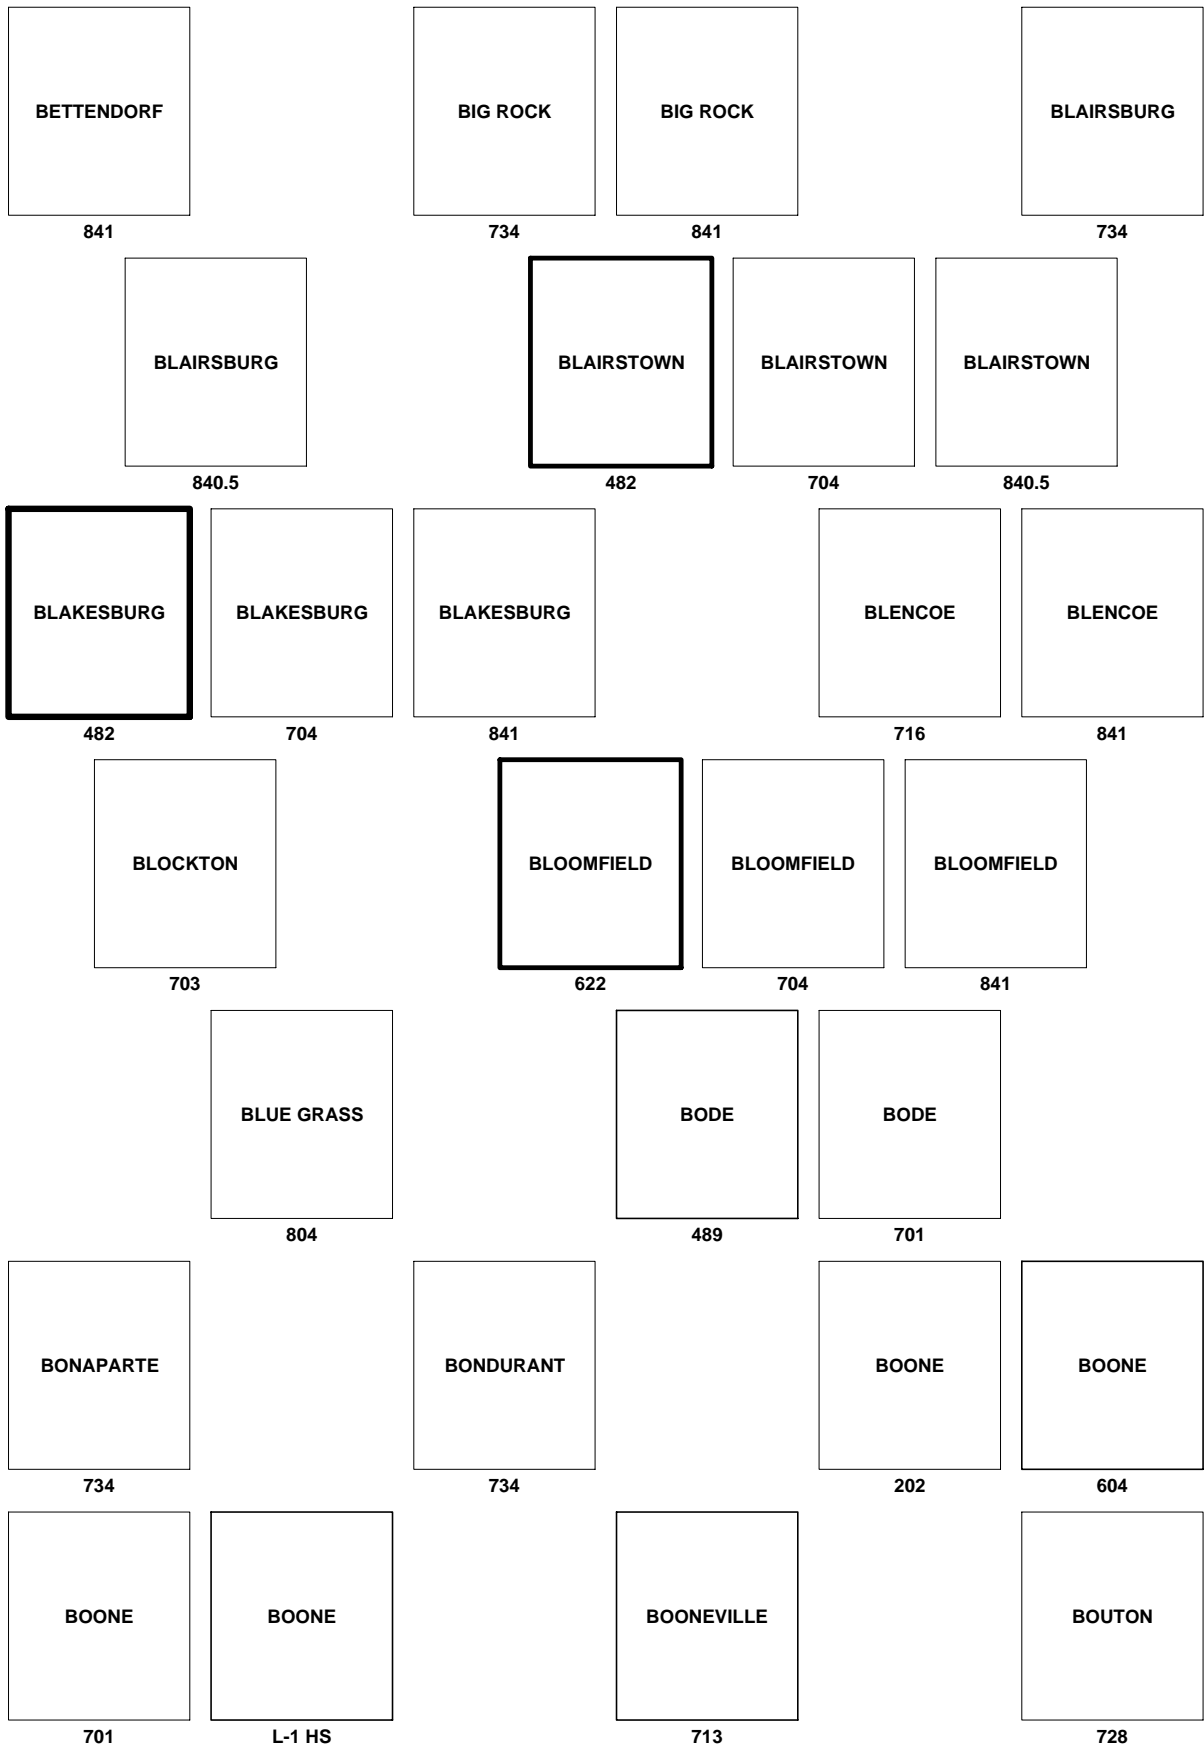 BETTENDORF BIG ROCK BIG ROCK BLAIRSBURG
841 734 841 734
BLAIRSBURG BLAIRSTOWN BLAIRSTOWN BLAIRSTOWN
840.5 482 704 840.5
BLAKESBURG BLAKESBURG BLAKESBURG BLENCOE BLENCOE
482 704 841 716 841
BLOCKTON BLOOMFIELD BLOOMFIELD BLOOMFIELD
703 622 704 841
BLUE GRASS BODE BODE
804 489 701
BONAPARTE BONDURANT BOONE BOONE
734 734 202 604
BOONE BOONE BOONEVILLE BOUTON
701 L-1 HS 713 728